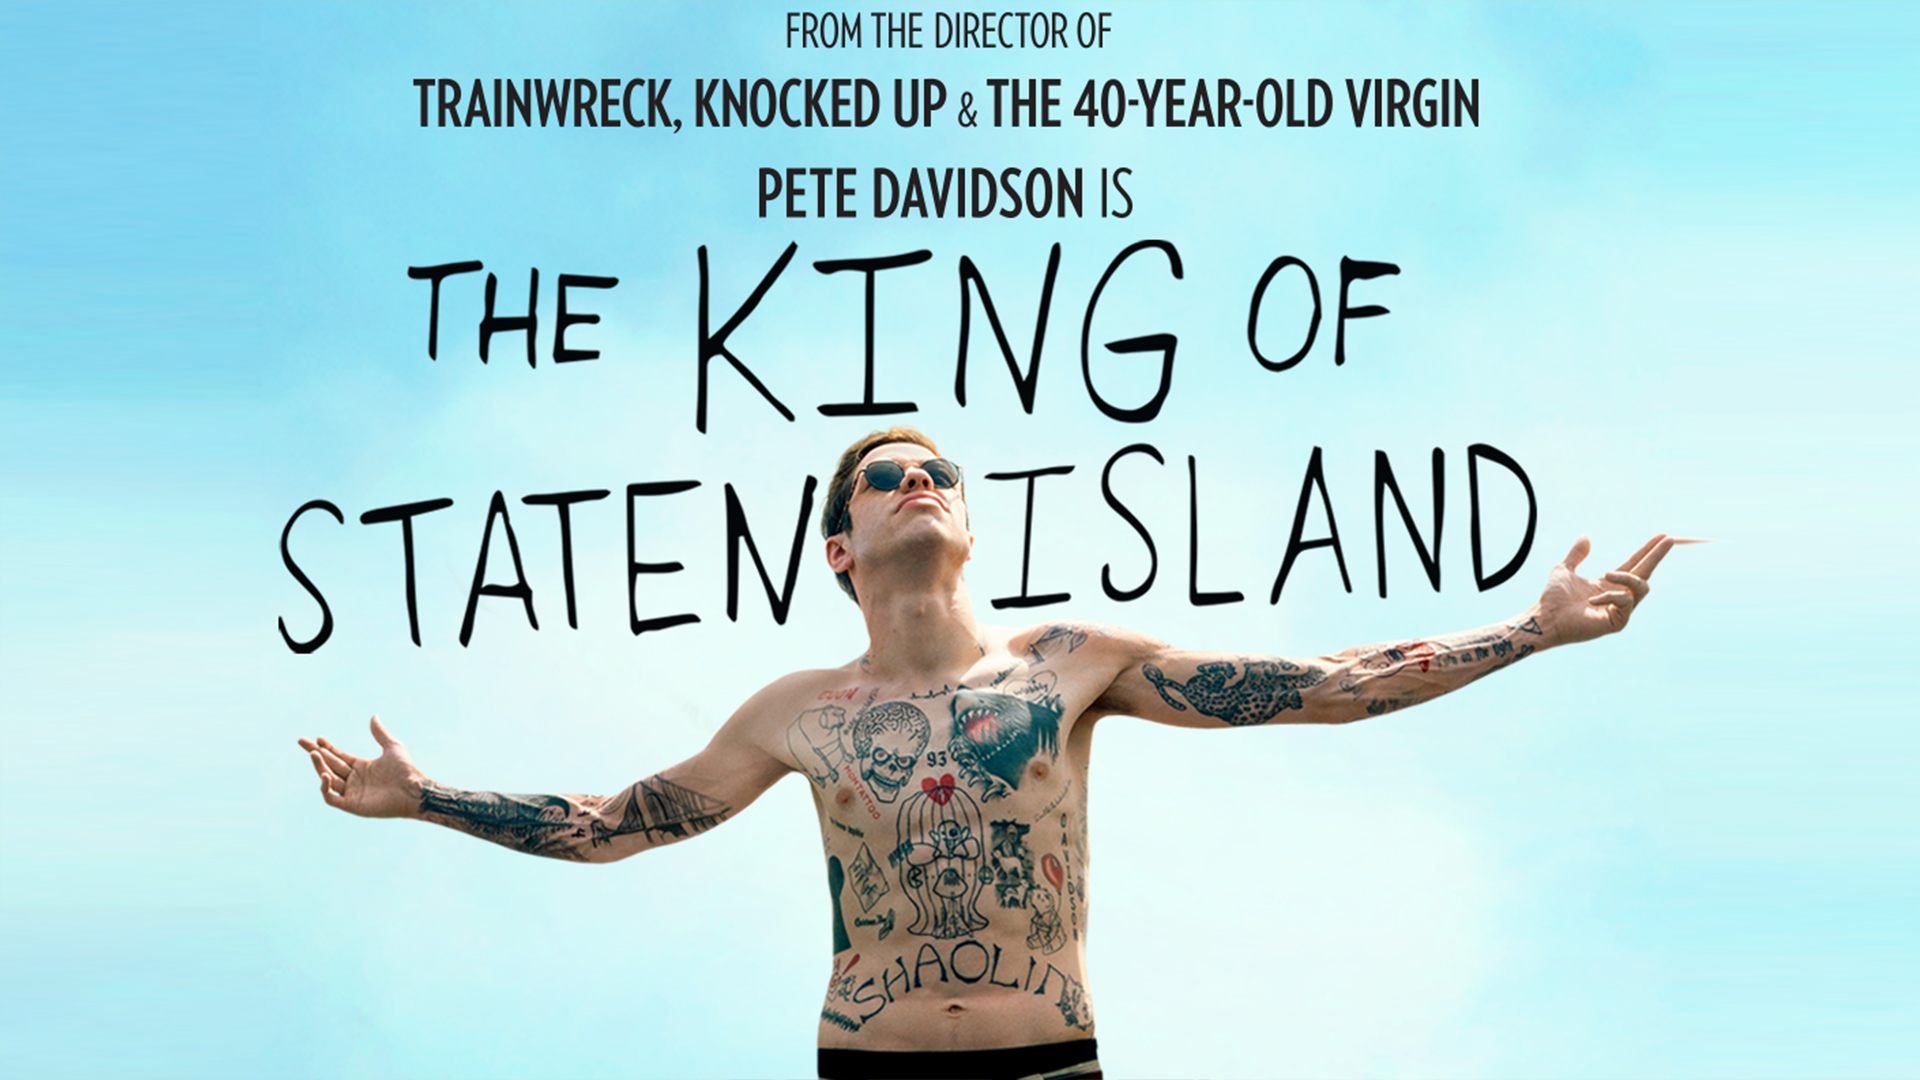 FROM THE DIRECTOR OF
TRAINWRECK, KNOCKED UP & THE 40-YEAR-OLD VIRGIN
PETE DAVIDSON IS
THE KING OF
STATEN ISLAND
93
SHAOLIN